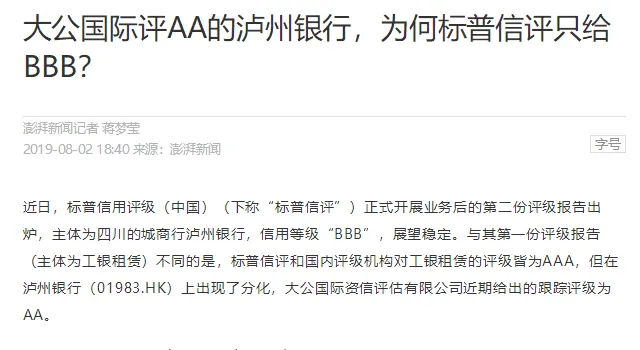 大公国际评AA的泸州银行，为何标普信评只给
BBB？
澎湃新闻记者 蒋梦莹
2019-08-02 18:40 来源：澎湃新闻
字号
近日，标普信用评级（中国）（下称“标普信评”）正式开展业务后的第二份评级报告出
炉，主体为四川的城商行泸州银行，信用等级“BBB”，展望稳定。与其第一份评级报告
（主体为工银租赁）不同的是，标普信评和国内评级机构对工银租赁的评级皆为AAA，但在
泸州银行（01983.HK）上出现了分化，大公国际资信评估有限公司近期给出的跟踪评级为
AA。